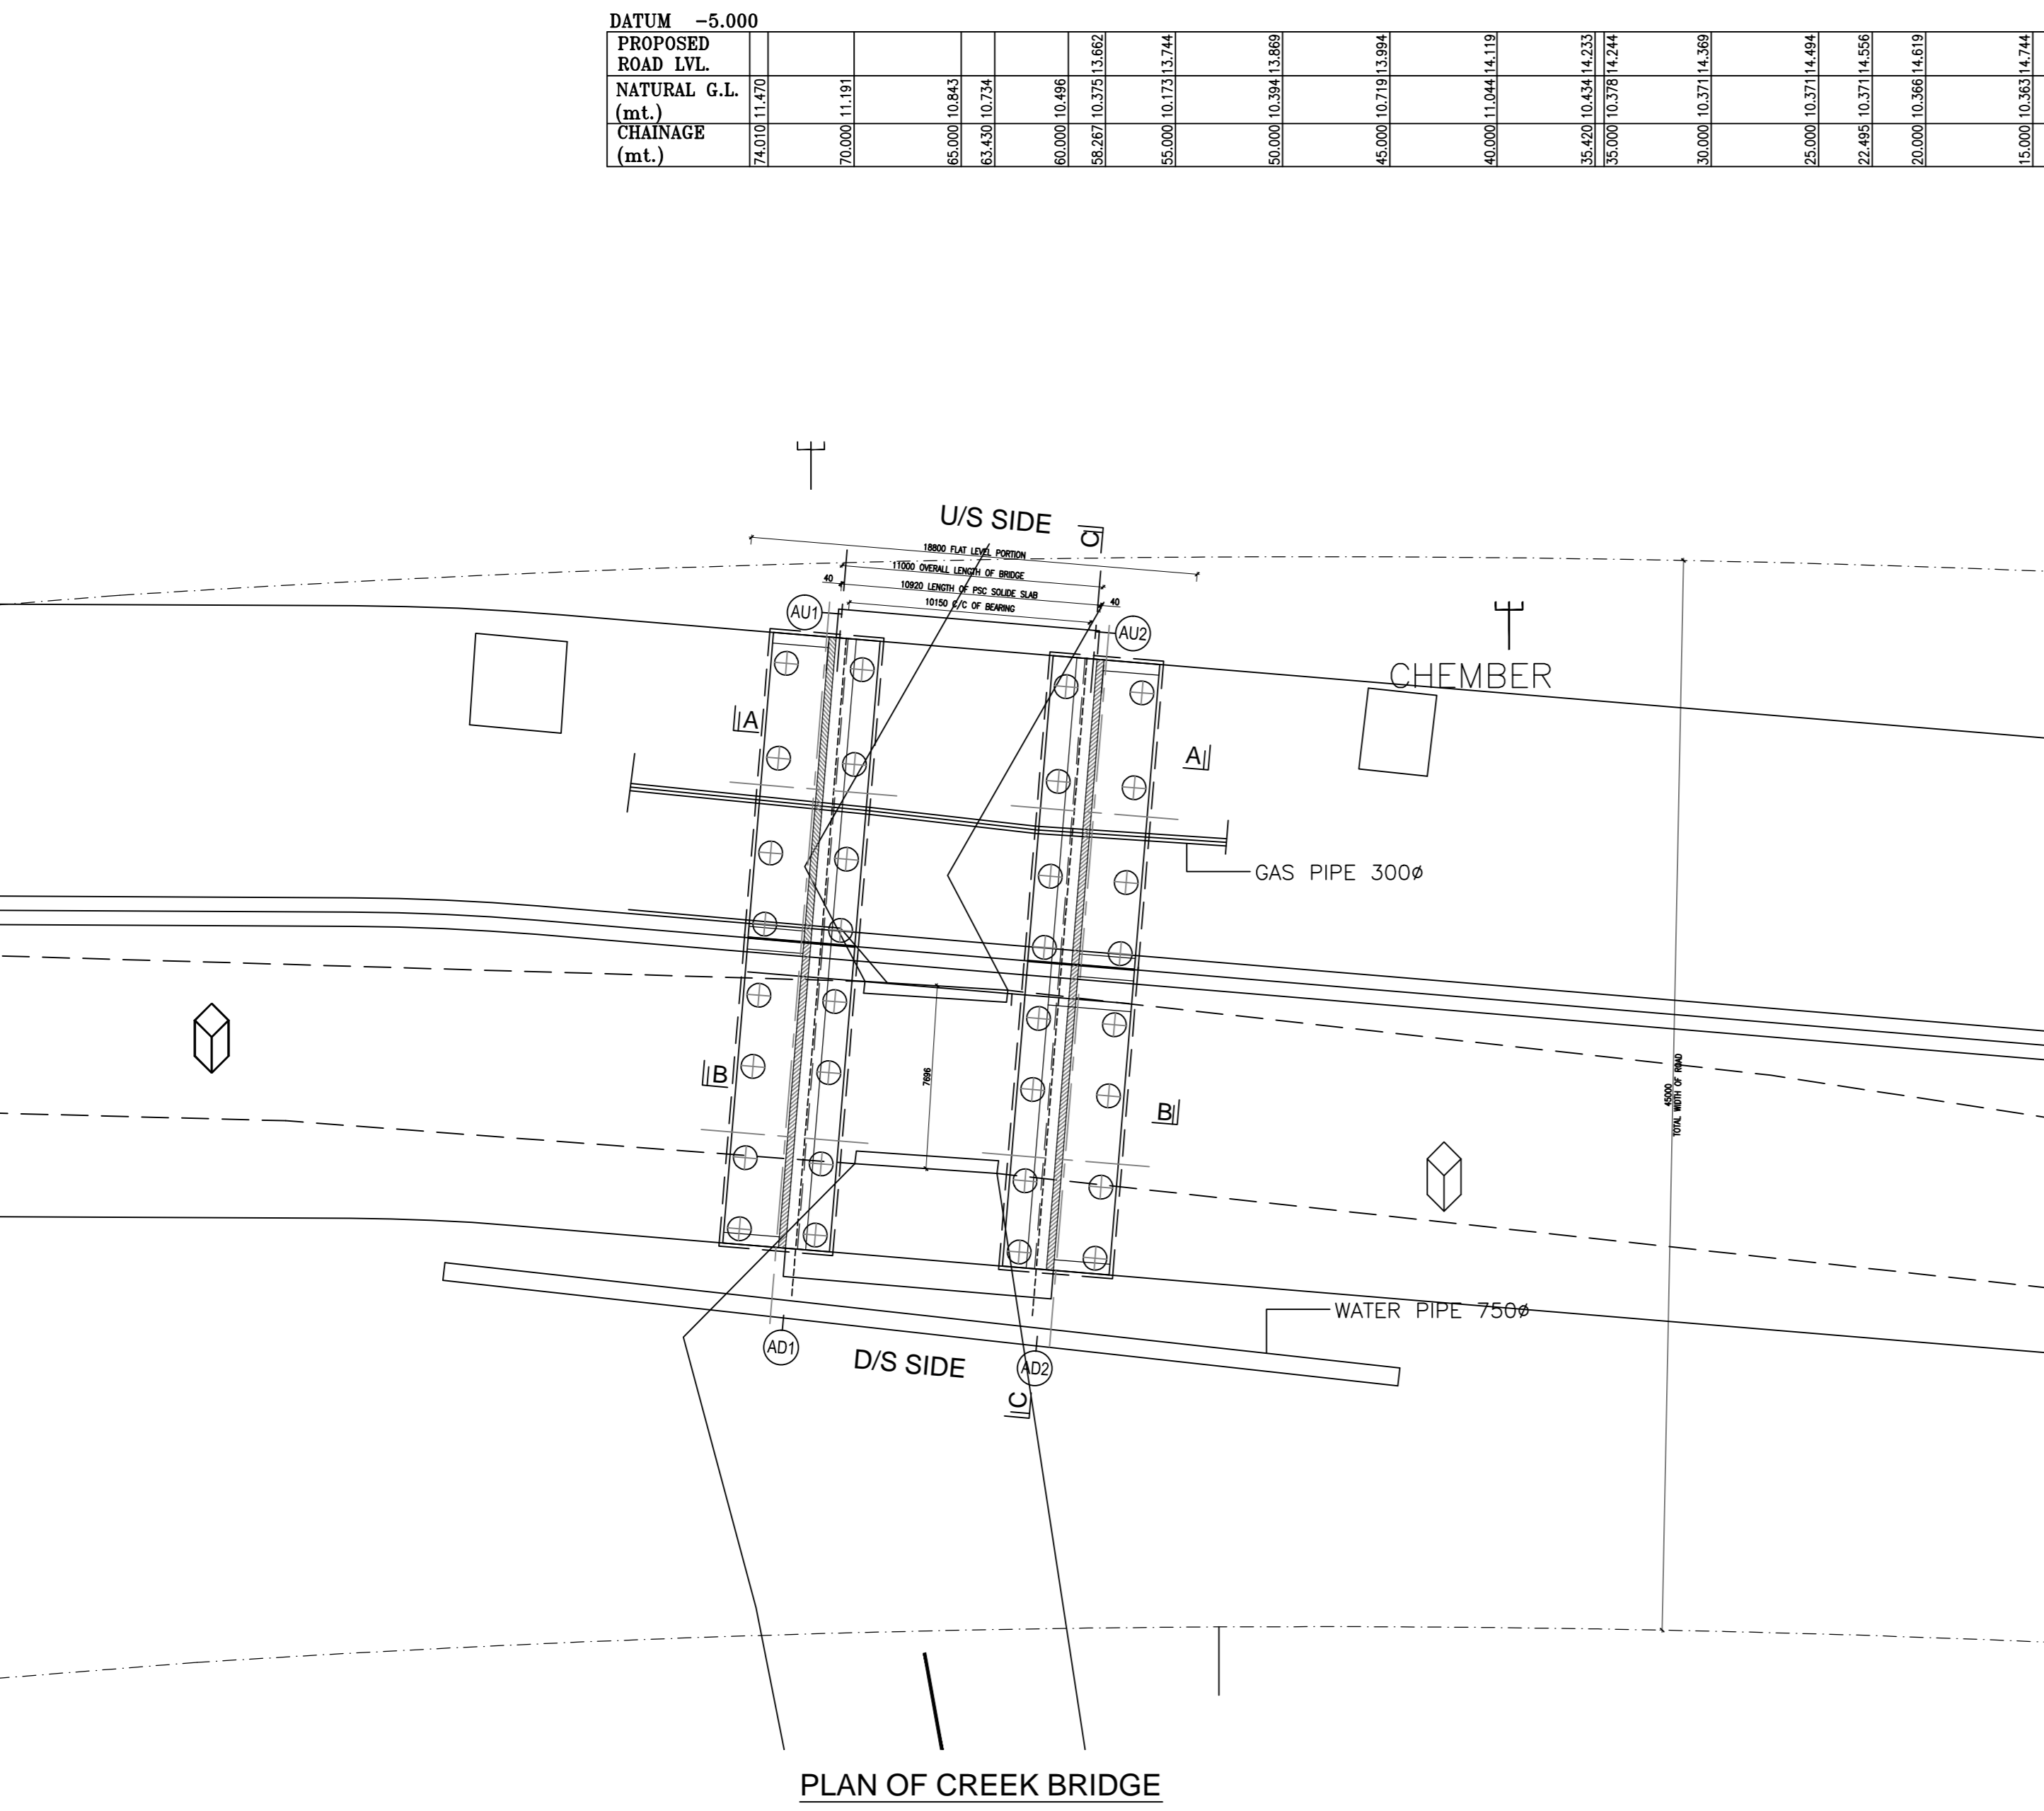 DATUM -5.000
PROPOSED ROAD LVL. 13.662 13.744 13.869 13.994 14.119 14.233 14.244 14.369 14.494 14.556 14.619 14.744
NATURAL G.L. (mt.) 11.470 11.191 10.843 10.734 10.496 10.375 10.173 10.394 10.719 11.044 10.434 10.378 10.371 10.371 10.371 10.366 10.363
CHAINAGE (mt.) 74.010 70.000 65.000 63.430 60.000 58.267 55.000 50.000 45.000 40.000 35.420 35.000 30.000 25.000 22.495 20.000 15.000
U/S SIDE
C
18800 FLAT LEVEL PORTION
11000 OVERALL LENGTH OF BRIDGE
40
10920 LENGTH OF PSC SOLIDE SLAB
10150 C/C OF BEARING
40
AU1
AU2
CHEMBER
A
A
GAS PIPE 300ø
B
7696
B
45000
TOTAL WIDTH OF ROAD
WATER PIPE 750ø
AD1
D/S SIDE
AD2
C
PLAN OF CREEK BRIDGE